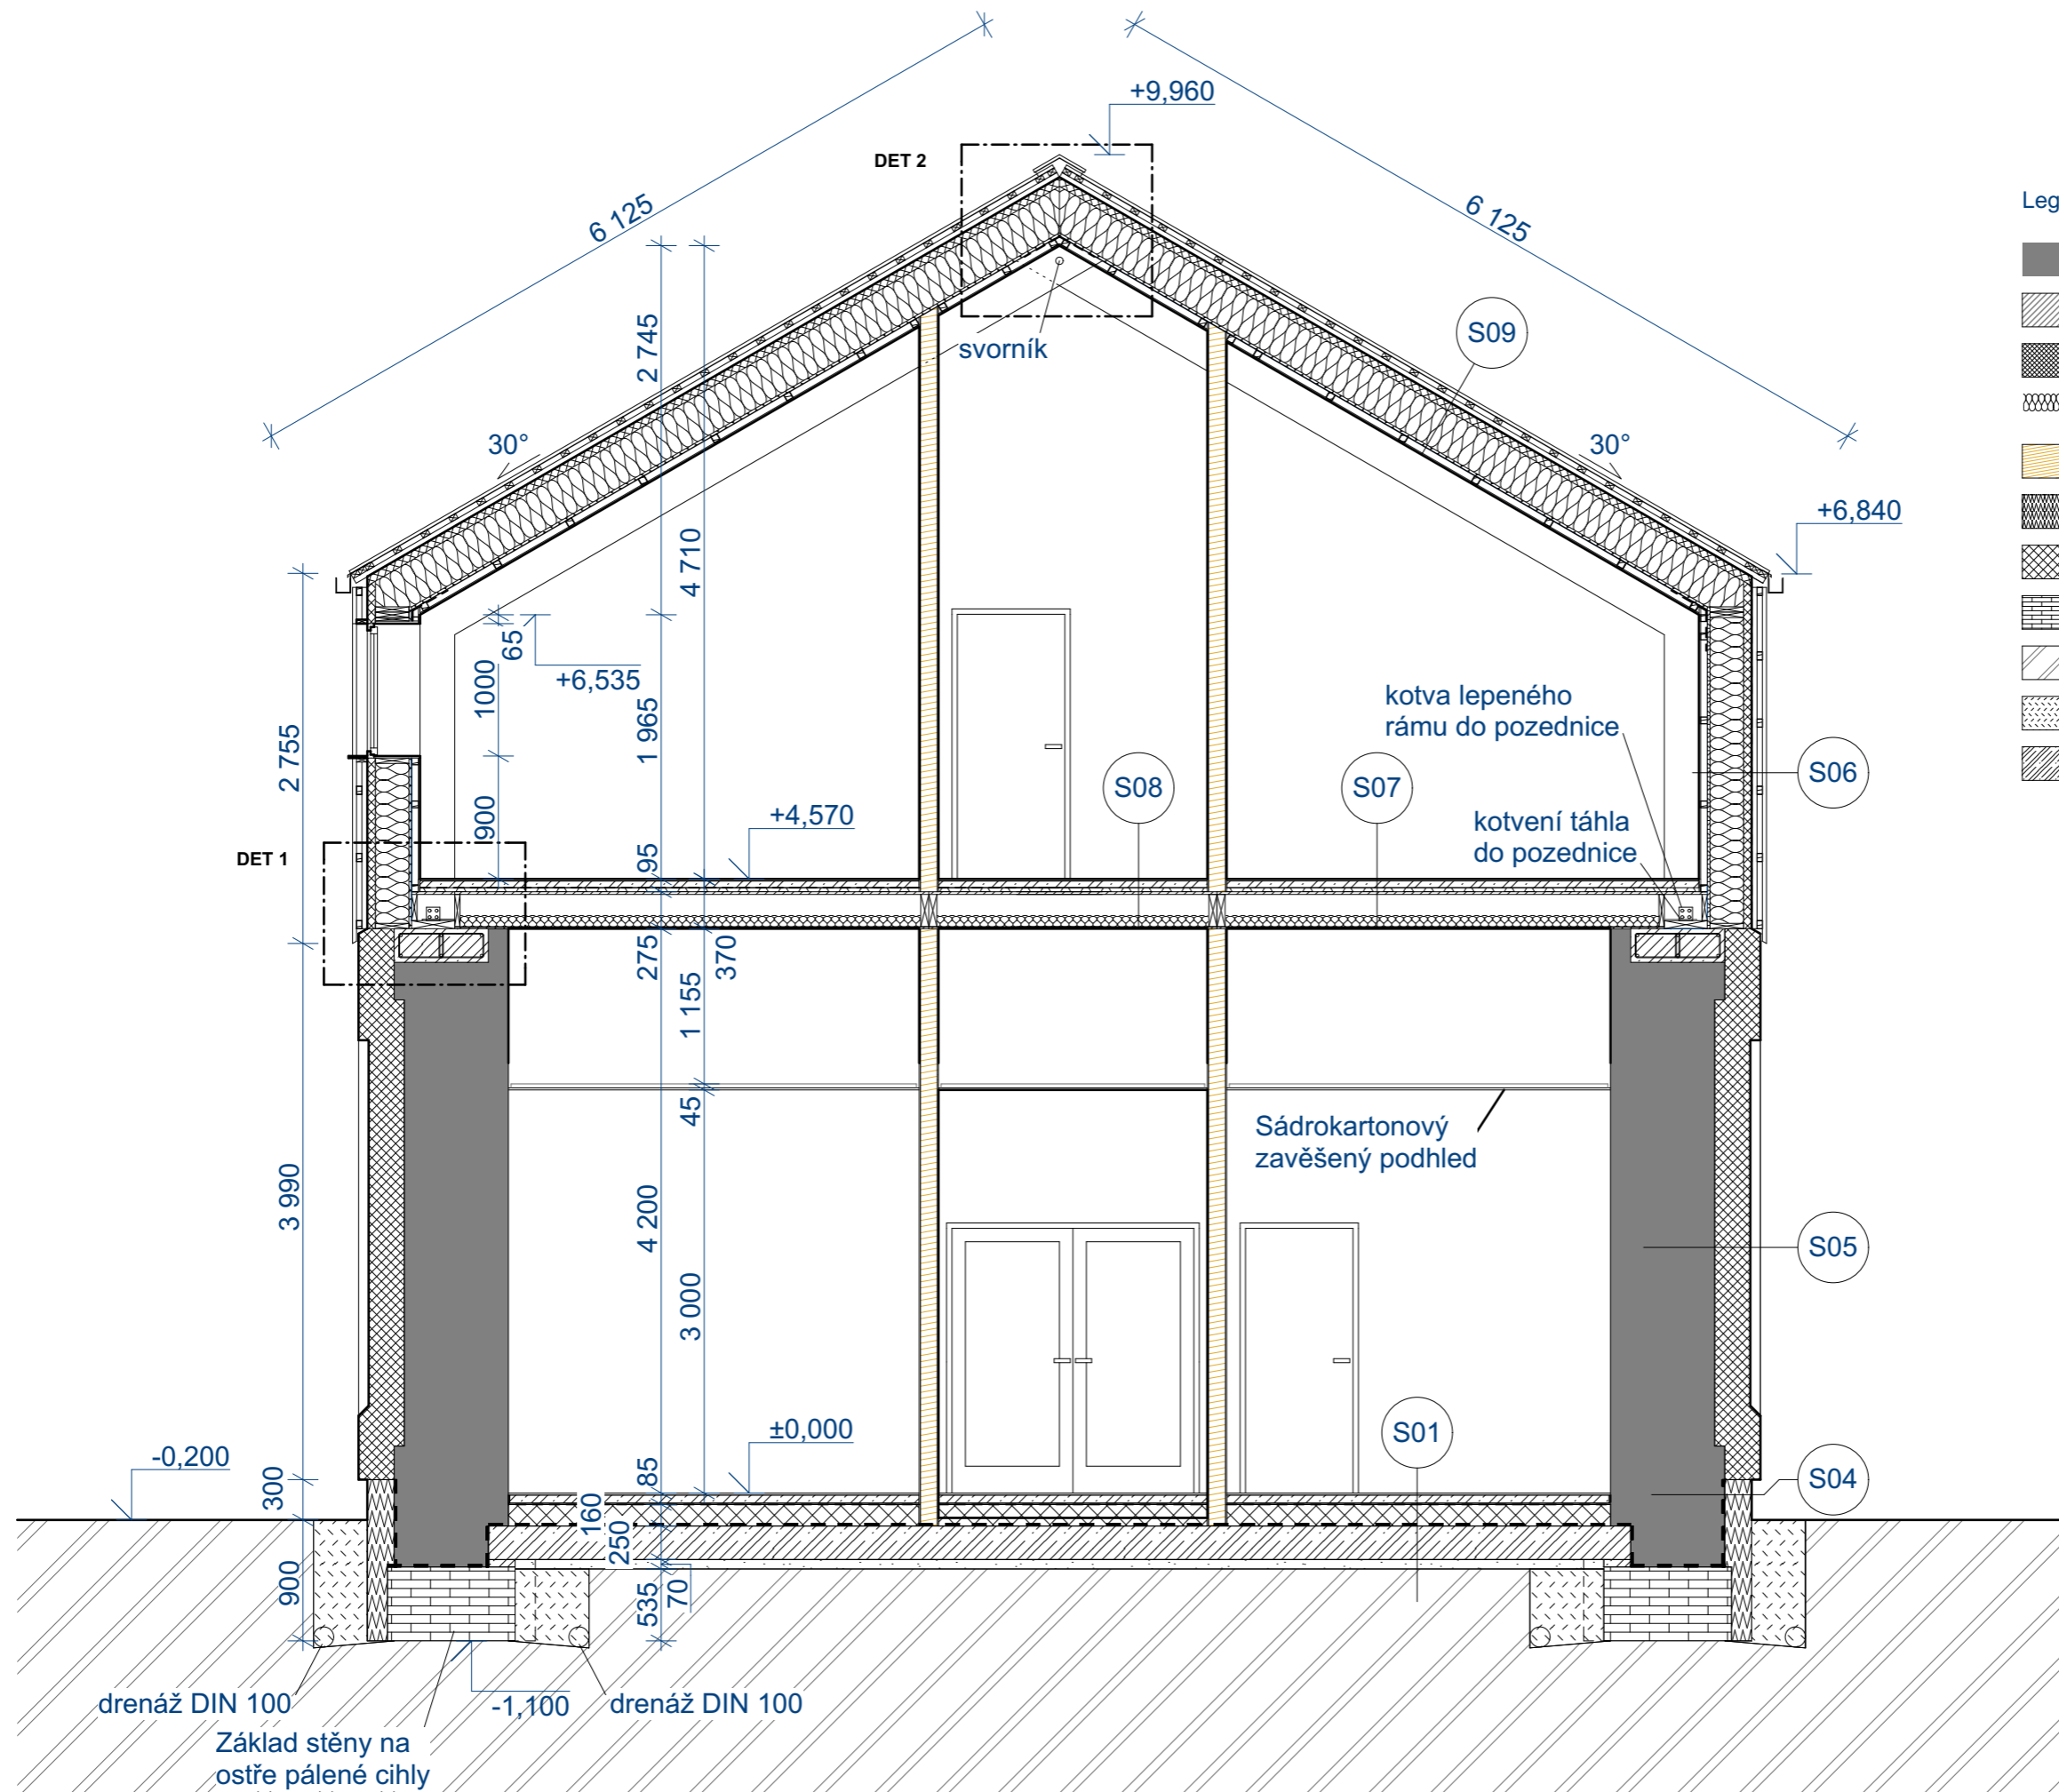 +9,960
DET 2
6 125
6 125
Leg
2 745
svorník
S09
30°
30°
+6,840
4 710
65
+6,535
1000
1 965
kotva lepeného
rámu do pozednice
2 755
S08
S07
S06
900
95
+4,570
kotvení táhla
do pozednice
DET 1
275
370
1 155
45
Sádrokartonový
zavěšený podhled
3 990
4 200
S05
3 000
±0,000
S01
-0,200
300
85
S04
160
250
900
535
70
drenáž DIN 100
-1,100
drenáž DIN 100
Základ stěny na
ostře pálené cihly